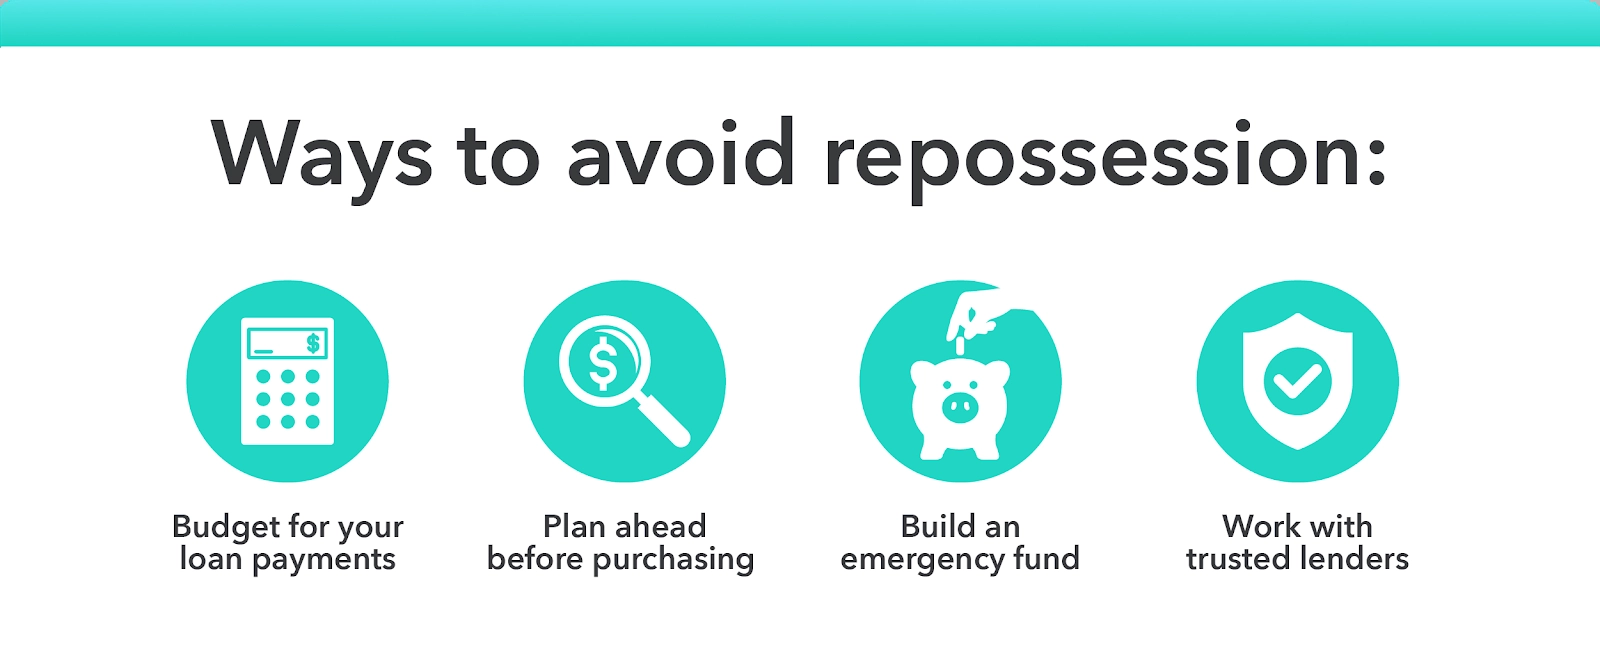 Ways to avoid repossession:
$
$
Budget for your
loan payments
Plan ahead
before purchasing
Build an
emergency fund
Work with
trusted lenders